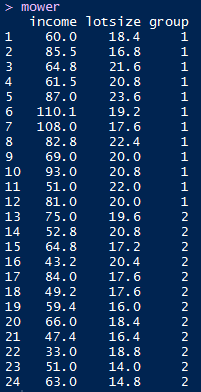 > mower
income lotsize group
1 60.0 18.4 1
2 85.5 16.8 1
3 64.8 21.6 1
4 61.5 20.8 1
5 87.0 23.6 1
6 110.1 19.2 1
7 108.0 17.6 1
8 82.8 22.4 1
9 69.0 20.0 1
10 93.0 20.8 1
11 51.0 22.0 1
12 81.0 20.0 1
13 75.0 19.6 2
14 52.8 20.8 2
15 64.8 17.2 2
16 43.2 20.4 2
17 84.0 17.6 2
18 49.2 17.6 2
19 59.4 16.0 2
20 66.0 18.4 2
21 47.4 16.4 2
22 33.0 18.8 2
23 51.0 14.0 2
24 63.0 14.8 2